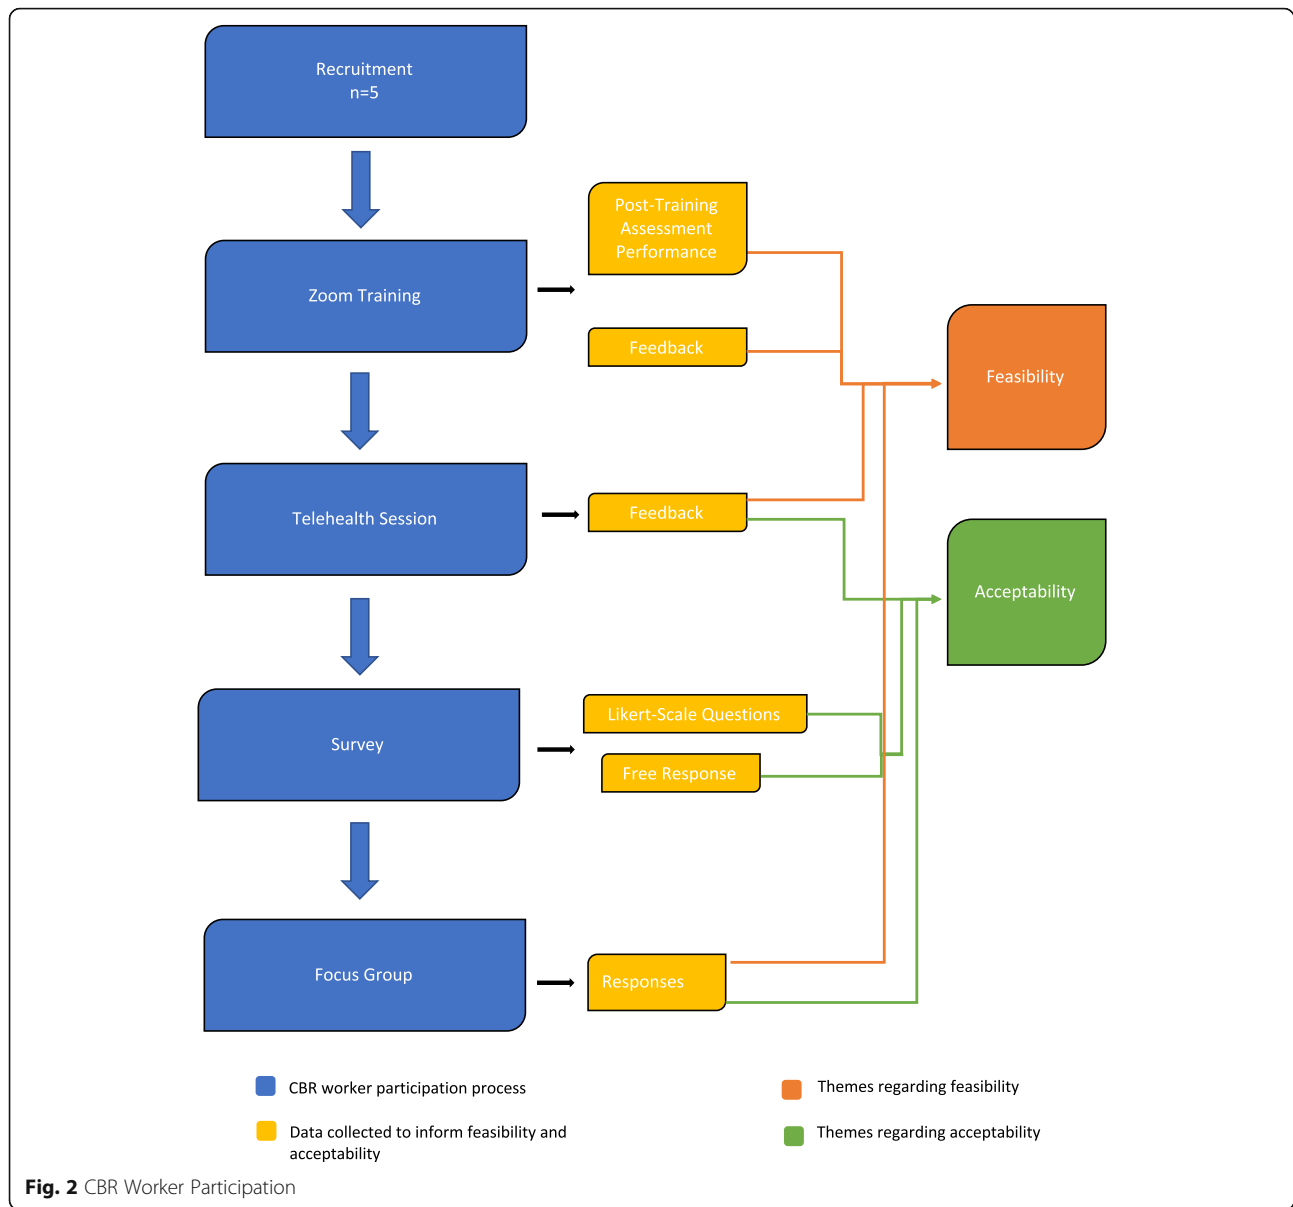 Recruitment
n=5
Post-Training
Assessment
Performance
Zoom Training
Feedback
Feasibility
Telehealth Session
Feedback
Acceptability
Likert-Scale Questions
Survey
Free Response
Focus Group
Responses
CBR worker participation process
Themes regarding feasibility
Data collected to inform feasibility and
acceptability
Themes regarding acceptability
Fig. 2 CBR Worker Participation